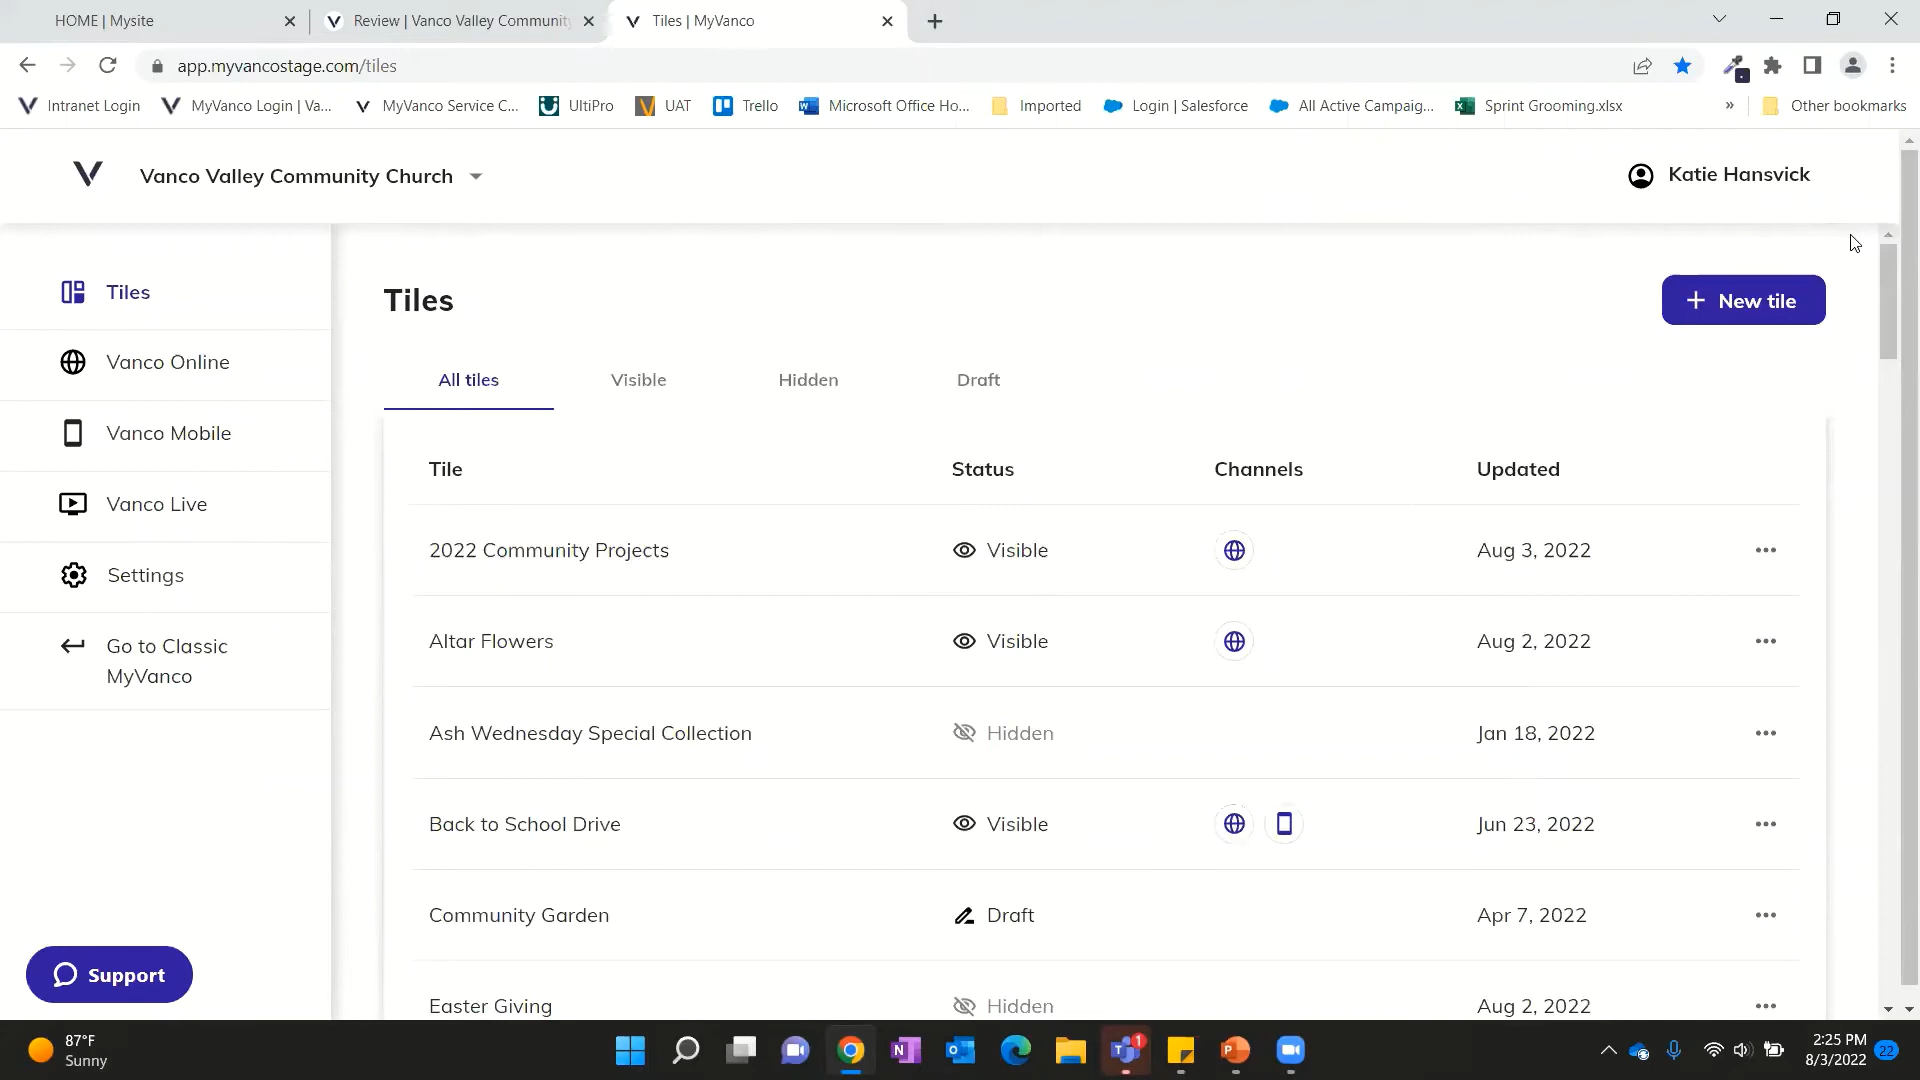 HOME | Mysite
Review | Vanco Valley Community
Tiles | MyVanco
app.myvancostage.com/tiles
Intranet Login
MyVanco Login | Va...
MyVanco Service C...
UltiPro
UAT
Trello
Microsoft Office Ho...
Imported
Login | Salesforce
All Active Campaig...
Sprint Grooming.xlsx
»
Other bookmarks
Vanco Valley Community Church
Katie Hansvick
Tiles
Vanco Online
Vanco Mobile
Vanco Live
Settings
Go to Classic
MyVanco
Support
Tiles
+ New tile
All tiles
Visible
Hidden
Draft
Tile Status Channels Updated
2022 Community Projects Visible Aug 3, 2022
Altar Flowers Visible Aug 2, 2022
Ash Wednesday Special Collection Hidden Jan 18, 2022
Back to School Drive Visible Jun 23, 2022
Community Garden Draft Apr 7, 2022
Easter Giving Hidden Aug 2, 2022
87°F
Sunny
1
2:25 PM
8/3/2022
22